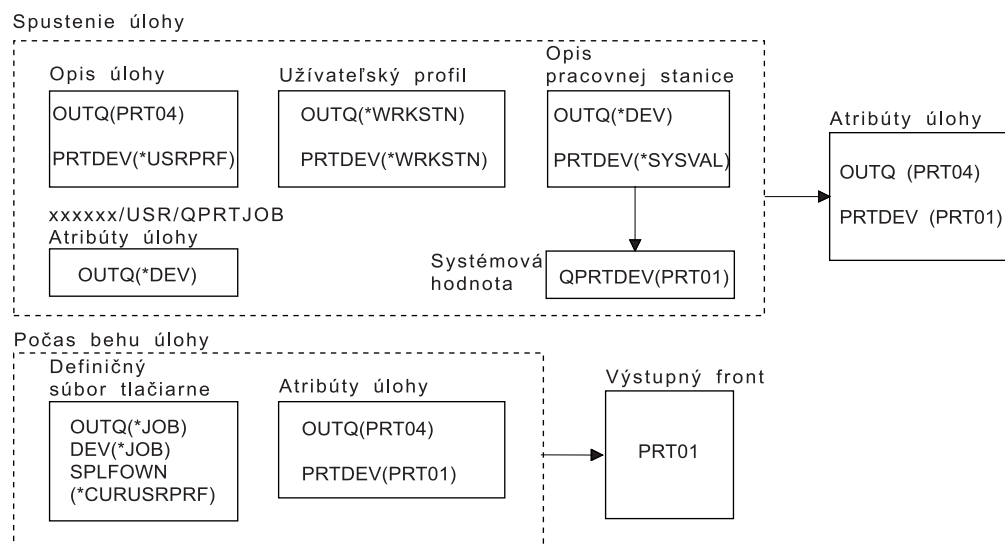 Spustenie úlohy
Opis úlohy
OUTQ(PRT04)
PRTDEV(*USRPRF)
Užívateľský profil
OUTQ(*WRKSTN)
PRTDEV(*WRKSTN)
Opis
pracovnej stanice
OUTQ(*DEV)
PRTDEV(*SYSVAL)
Atribúty úlohy
OUTQ (PRT04)
PRTDEV (PRT01)
xxxxxx/USR/QPRTJOB
Atribúty úlohy
OUTQ(*DEV)
Systémová
hodnota
QPRTDEV(PRT01)
Počas behu úlohy
Definičný
súbor tlačiarne
OUTQ(*JOB)
DEV(*JOB)
SPLFOWN
(*CURUSRPRF)
Atribúty úlohy
OUTQ(PRT04)
PRTDEV(PRT01)
Výstupný front
PRT01